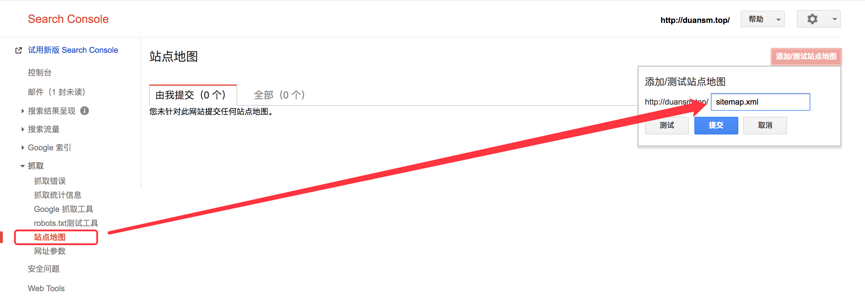 Search Console
http://duansm.top/
帮助
试用新版 Search Console
控制台
邮件（1 封未读）
搜索结果呈现
搜索流量
Google 索引
抓取
抓取错误
抓取统计信息
Google 抓取工具
robots.txt测试工具
站点地图
网址参数
安全问题
Web Tools
站点地图
添加/测试站点地图
由我提交（0 个）
全部（0 个）
您未针对此网站提交任何站点地图。
添加/测试站点地图
http://duansm.top/
sitemap.xml
测试
提交
取消